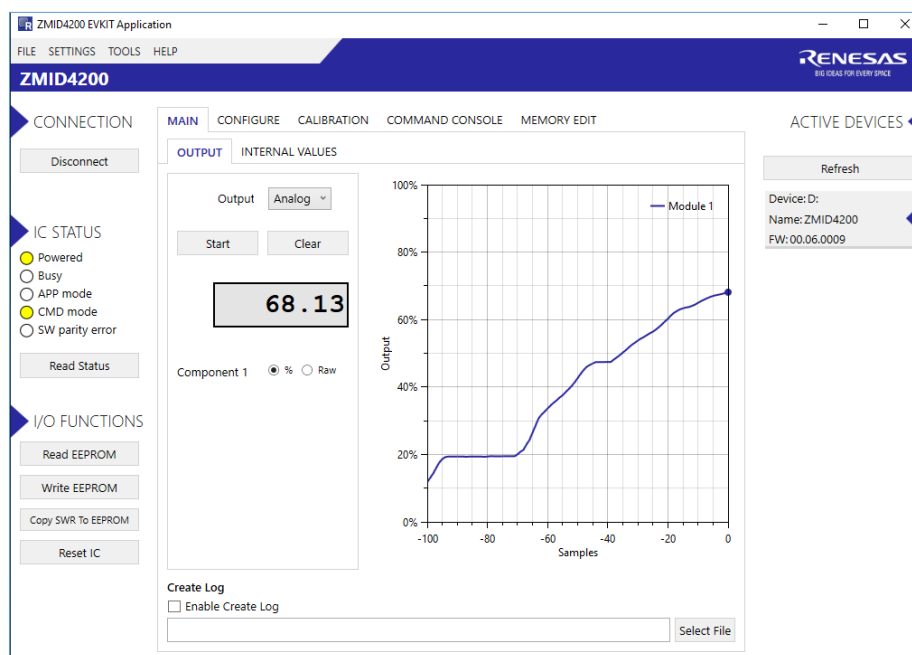 ZMID4200 EVKIT Application
FILE SETTINGS TOOLS HELP
RENESAS
BIG IDEAS FOR EVERY SPACE
ZMID4200
CONNECTION
Disconnect
IC STATUS
Powered
Busy
APP mode
CMD mode
SW parity error
Read Status
I/O FUNCTIONS
Read EEPROM
Write EEPROM
Copy SWR To EEPROM
Reset IC
MAIN CONFIGURE CALIBRATION COMMAND CONSOLE MEMORY EDIT
OUTPUT INTERNAL VALUES
Output Analog
Start Clear
68.13
Component 1 % Raw
100%
80%
60%
40%
20%
0%
Output
Module 1
-100 -80 -60 -40 -20 0
Samples
Create Log
Enable Create Log
Select File
ACTIVE DEVICES
Refresh
Device: D:
Name: ZMID4200
FW: 00.06.0009